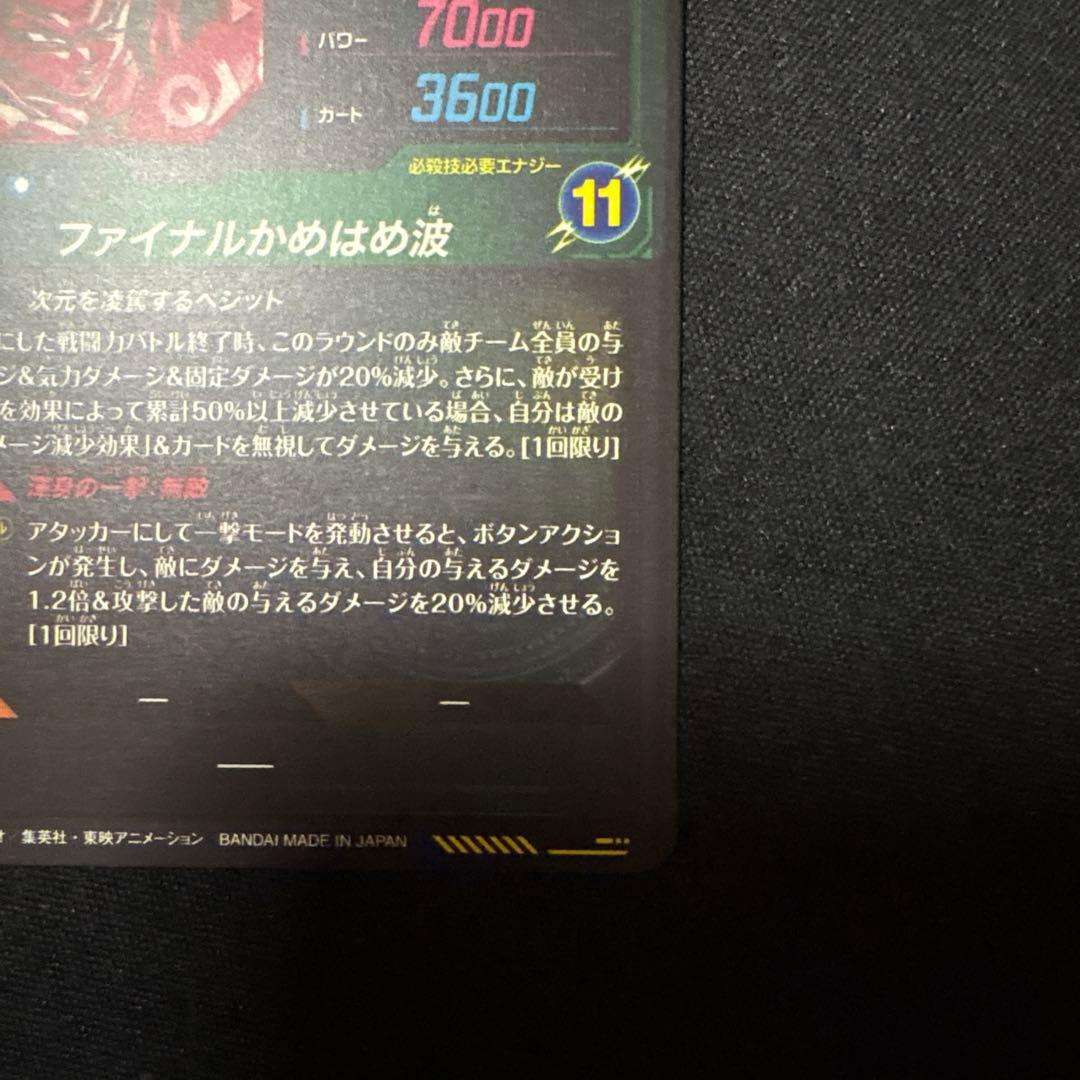 パワー 7000
ガード 3600
必殺技必要エナジー
11
ファイナルかめはめ波
次元を凌駕するベジット
にした戦闘力バトル終了時、このラウンドのみ敵チーム全員の与
ジ&気力ダメージ&固定ダメージが20%減少。さらに、敵が受け
を効果によって累計50%以上減少させている場合、自分は敵の
メージ減少効果」&ガードを無視してダメージを与える。[1回限り]
渾身の一撃:無敵
アタッカーにして一撃モードを発動させると、ボタンアクショ
ンが発生し、敵にダメージを与え、自分の与えるダメージを
1.2倍&攻撃した敵の与えるダメージを20%減少させる。
[1回限り]
集英社・東映アニメーション BANDAI MADE IN JAPAN